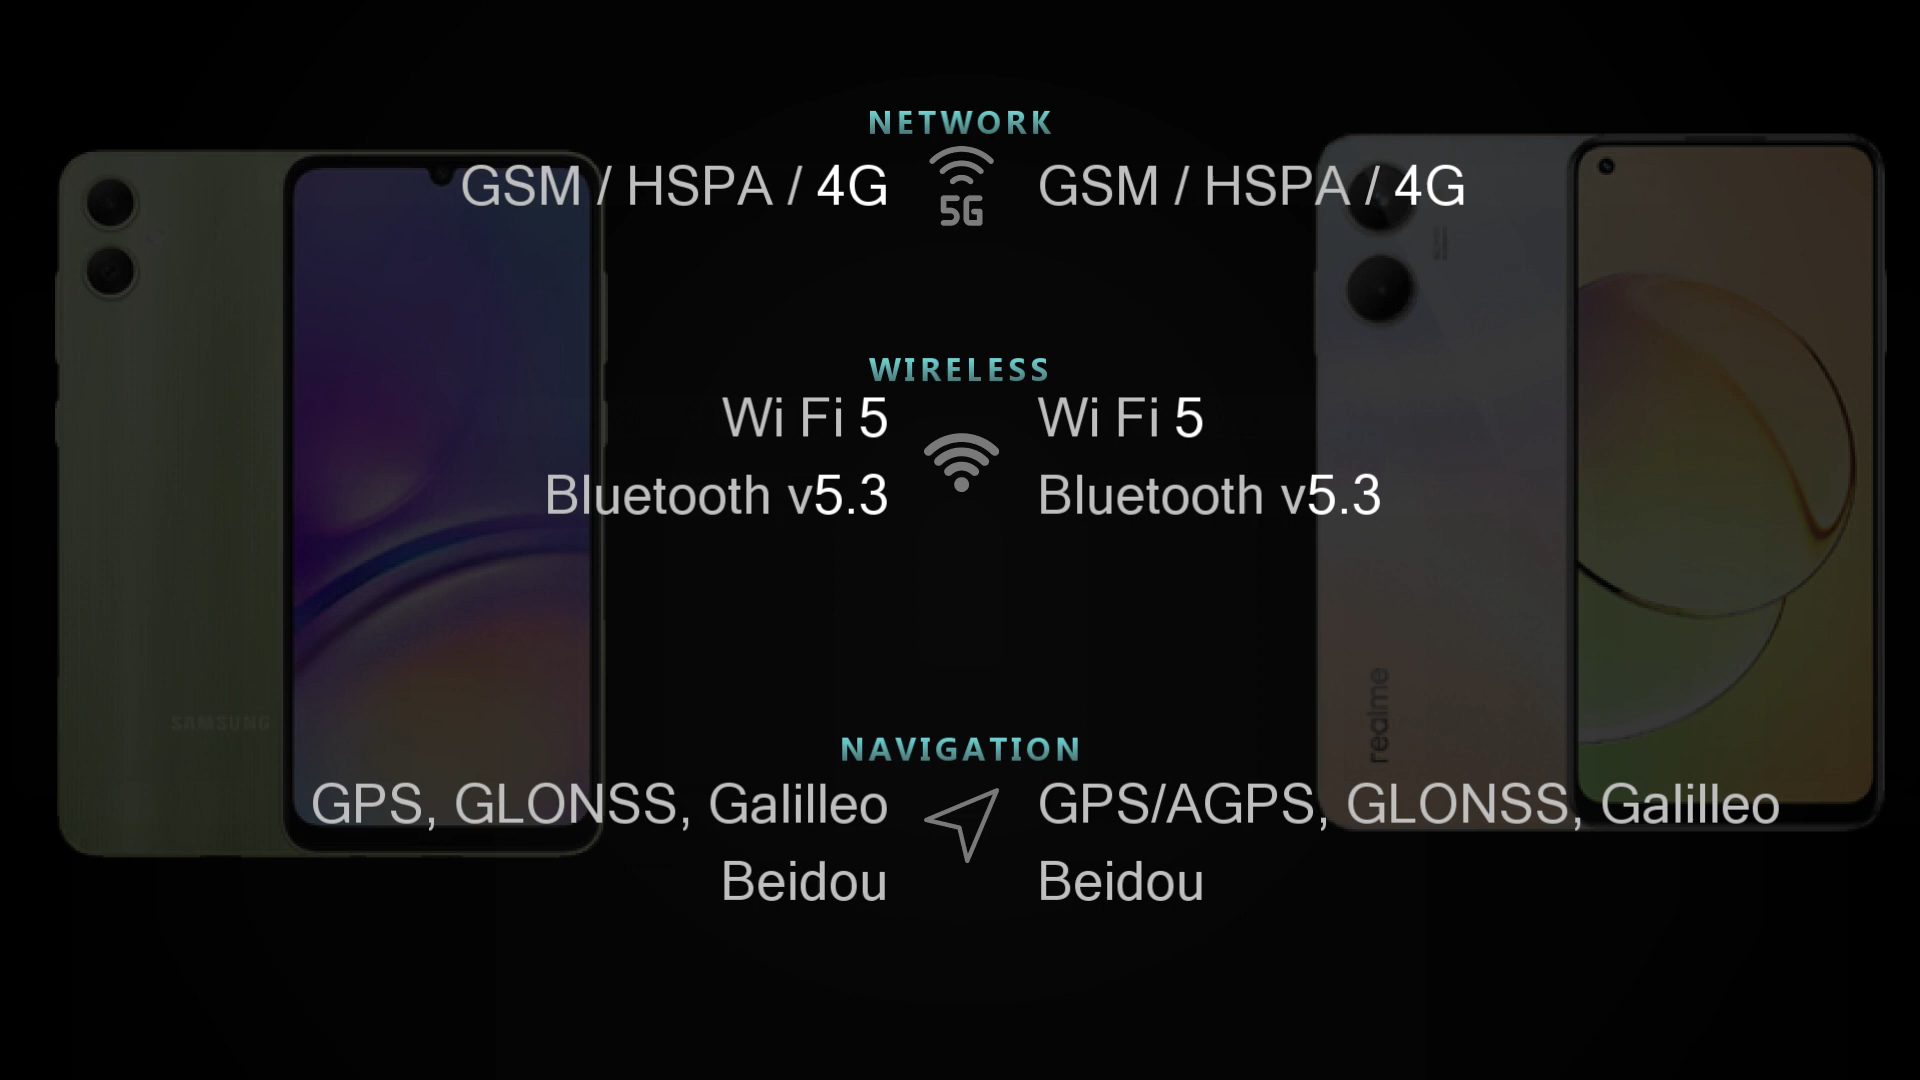 NETWORK
GSM / HSPA / 4G
5G
GSM / HSPA / 4G
WIRELESS
Wi Fi 5
Wi Fi 5
Bluetooth v5.3
Bluetooth v5.3
SAMSUNG
realme
NAVIGATION
GPS, GLONSS, Galilleo
GPS/AGPS, GLONSS, Galilleo
Beidou
Beidou